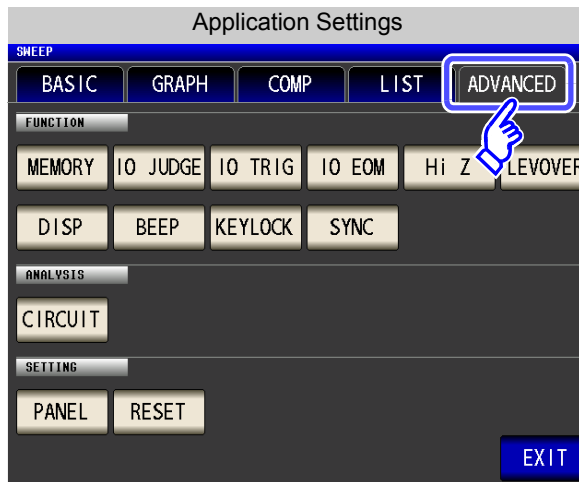 Application Settings
SWEEP
BASIC GRAPH COMP LIST ADVANCED
FUNCTION
MEMORY IO JUDGE IO TRIG IO EOM Hi Z LEVOVER
DISP BEEP KEYLOCK SYNC
ANALYSIS
CIRCUIT
SETTING
PANEL RESET
EXIT